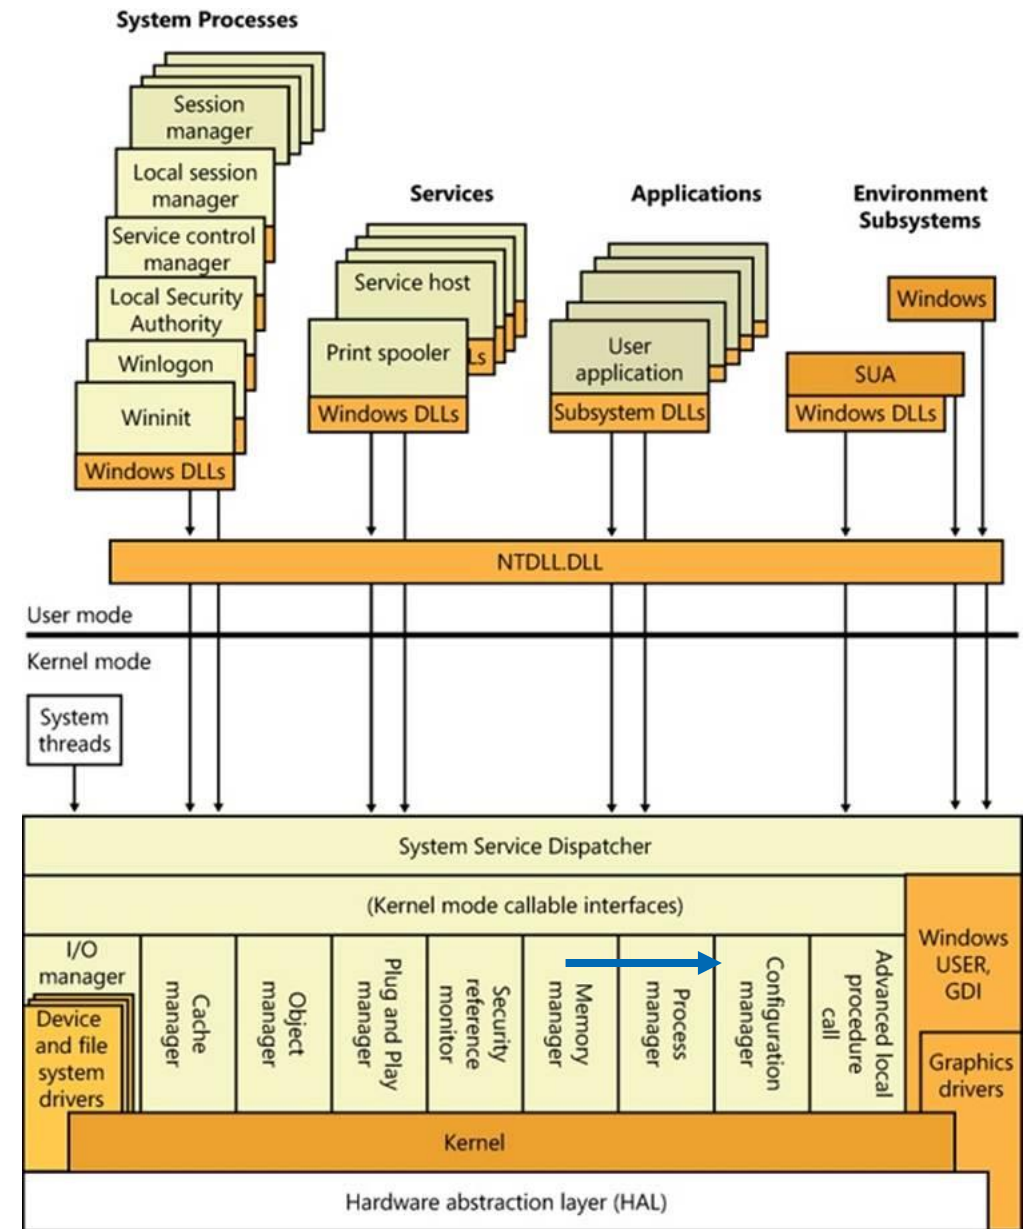 System Processes
Session
manager
Local session
manager
Service control
manager
Local Security
Authority
Winlogon
Wininit
Windows DLLs
Services
Service host
Print spooler
Ls
Windows DLLs
Applications
User
application
Subsystem DLLs
Environment
Subsystems
Windows
SUA
Windows DLLs
NTDLL.DLL
User mode
Kernel mode
System
threads
System Service Dispatcher
(Kernel mode callable interfaces)
I/O
manager
Device
and file
system
drivers
Cache
manager
Object
manager
Plug and Play
manager
Security
reference
monitor
Memory
manager
Process
manager
Configuration
manager
Advanced local
procedure
call
Windows
USER,
GDI
Graphics
drivers
Kernel
Hardware abstraction layer (HAL)